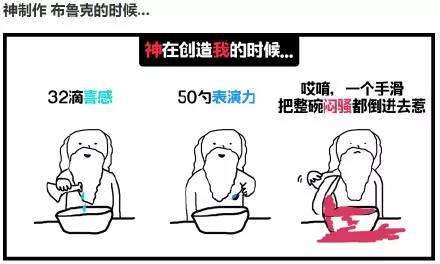 神制作 布鲁克的时候...
神在创造我的时候...
32滴喜感
50勺表演力
哎唷，一个手滑
把整碗闷骚都倒进去惹